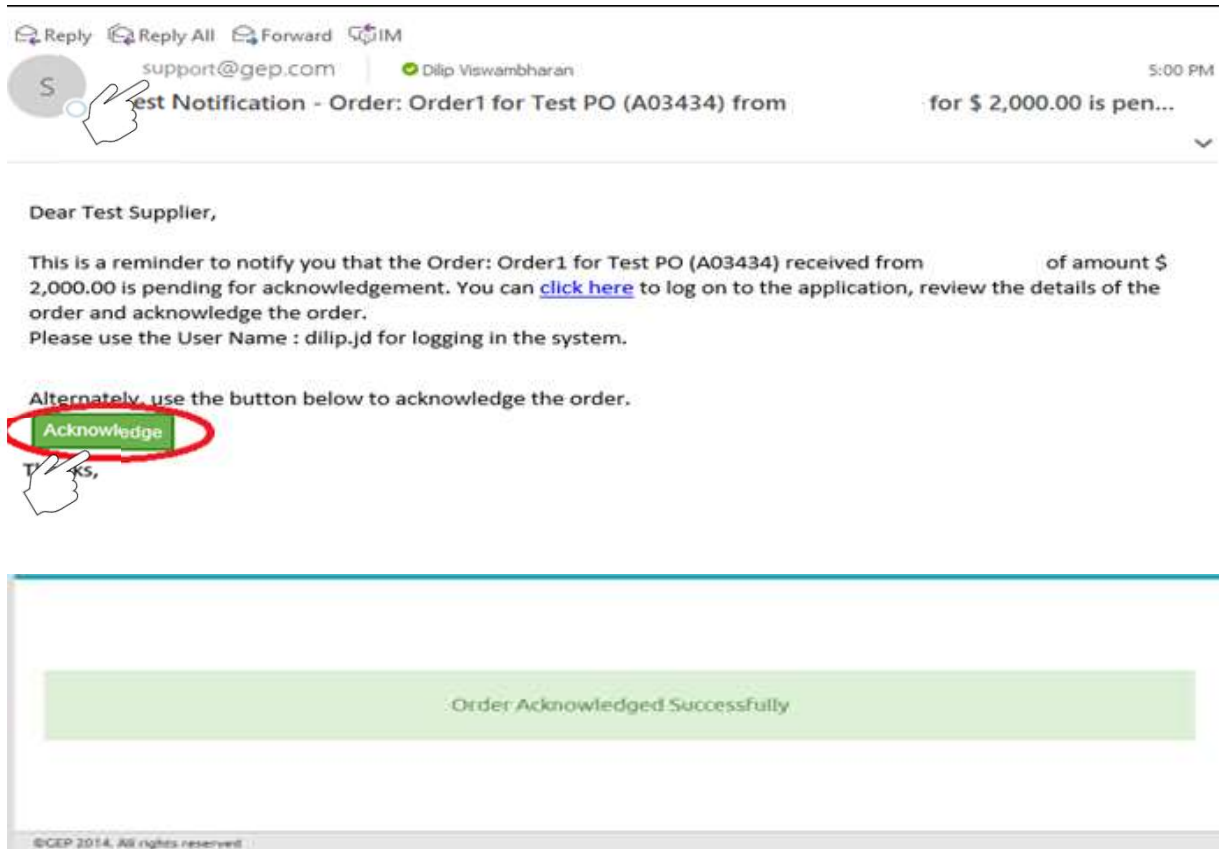 Reply Reply All Forward IM
S
support@gep.com Dilip Viswambharan 5:00 PM
est Notification - Order: Order1 for Test PO (A03434) from for $ 2,000.00 is pen...
Dear Test Supplier,
This is a reminder to notify you that the Order: Order1 for Test PO (A03434) received from of amount $
2,000.00 is pending for acknowledgement. You can click here to log on to the application, review the details of the
order and acknowledge the order.
Please use the User Name : dilip.jd for logging in the system.
Alternately, use the button below to acknowledge the order.
Acknowledge
Thanks,
Order Acknowledged Successfully
©GEP 2014. All rights reserved